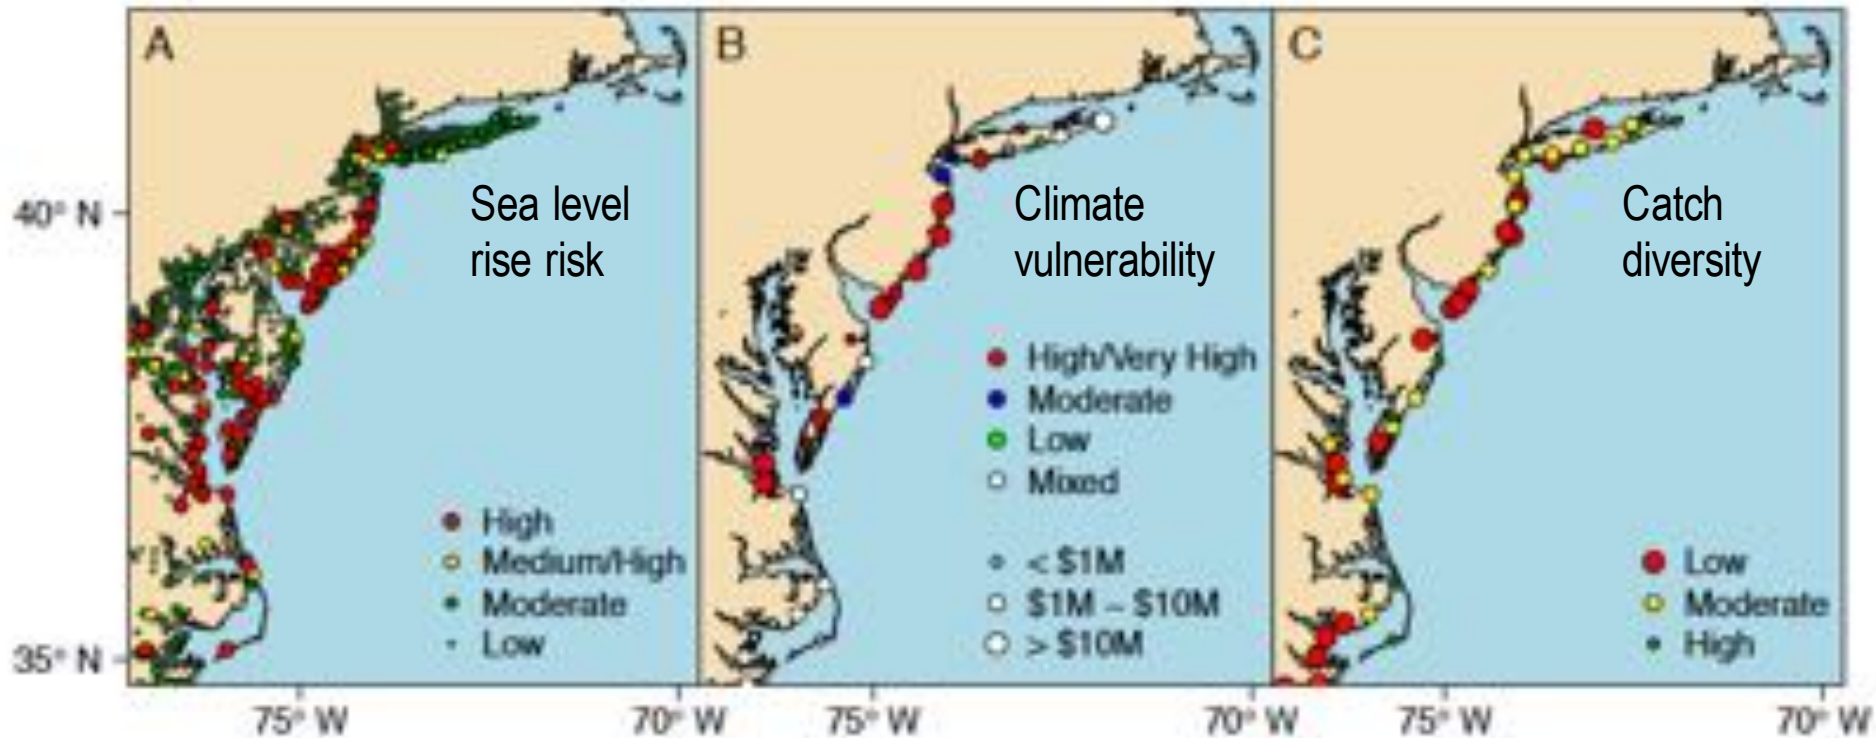 A
B
C
Sea level
rise risk
Climate
vulnerability
Catch
diversity
40° N
35° N
High
Medium/High
Moderate
Low
High/Very High
Moderate
Low
Mixed
< $1M
$1M – $10M
> $10M
Low
Moderate
High
75° W
70° W
75° W
70° W
75° W
70° W